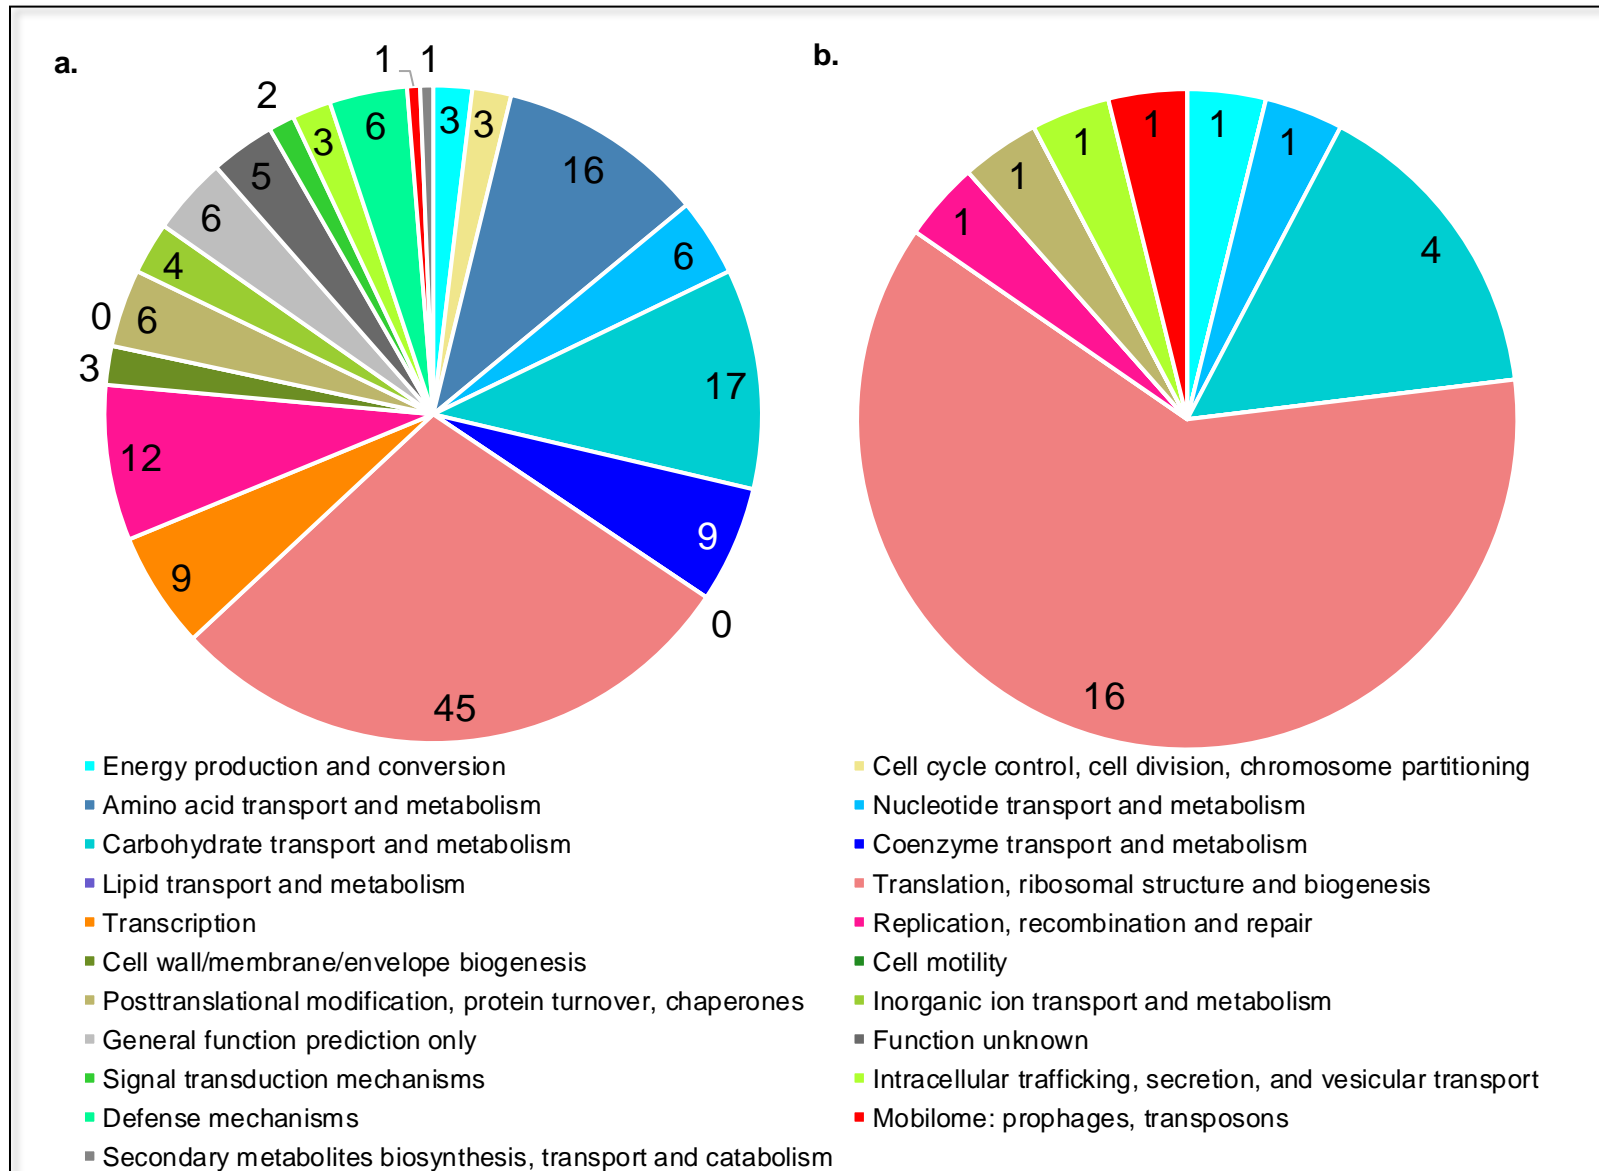 a.
1 1
2 3 6 3 3
16
5
6
6
4
0 6
17
3
12
9
9
0
45
b.
1 1
1 1
1
1
4
16
Energy production and conversion
Cell cycle control, cell division, chromosome partitioning
Amino acid transport and metabolism
Nucleotide transport and metabolism
Carbohydrate transport and metabolism
Coenzyme transport and metabolism
Lipid transport and metabolism
Translation, ribosomal structure and biogenesis
Transcription
Replication, recombination and repair
Cell wall/membrane/envelope biogenesis
Cell motility
Posttranslational modification, protein turnover, chaperones
Inorganic ion transport and metabolism
General function prediction only
Function unknown
Signal transduction mechanisms
Intracellular trafficking, secretion, and vesicular transport
Defense mechanisms
Mobilome: prophages, transposons
Secondary metabolites biosynthesis, transport and catabolism